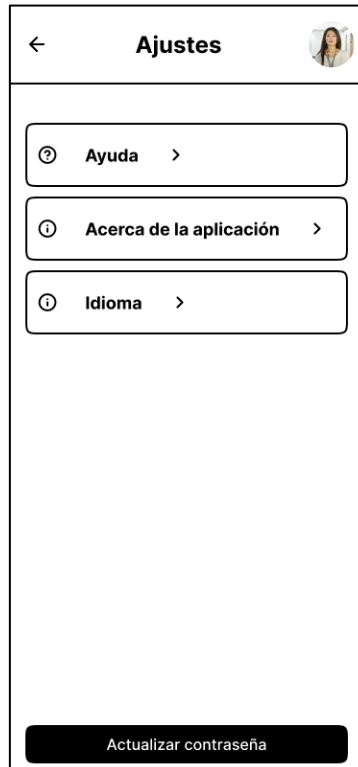 Ajustes
Ayuda
Acerca de la aplicación
Idioma
Actualizar contraseña